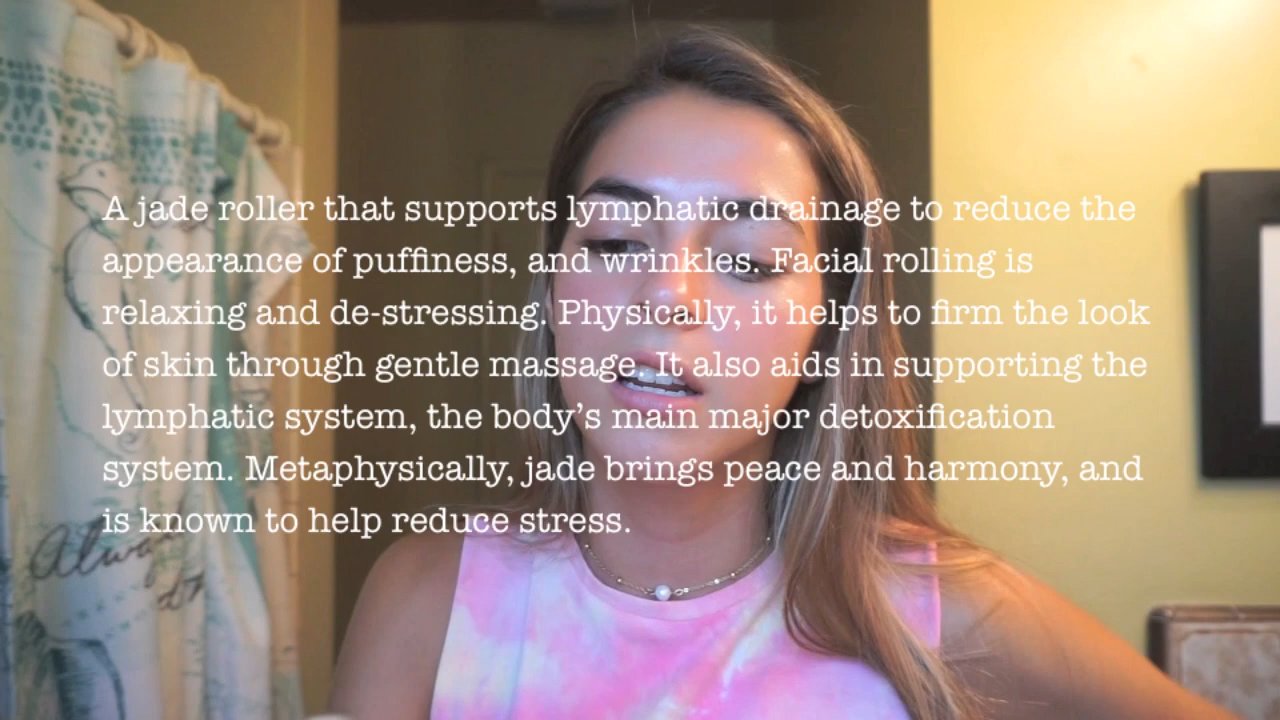 A jade roller that supports lymphatic drainage to reduce the
appearance of puffiness, and wrinkles. Facial rolling is
relaxing and de-stressing. Physically, it helps to firm the look
of skin through gentle massage. It also aids in supporting the
lymphatic system, the body’s main major detoxification
system. Metaphysically, jade brings peace and harmony, and
is known to help reduce stress.